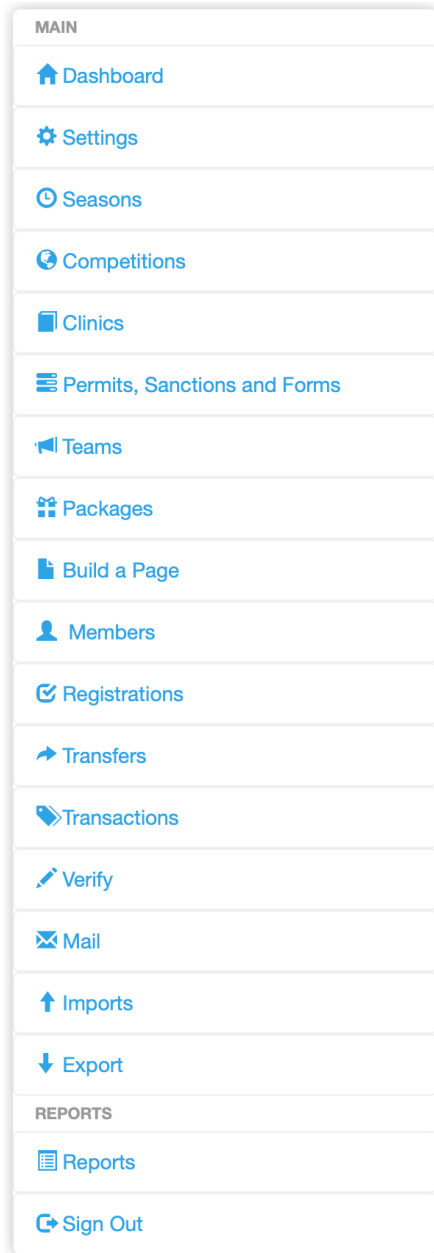 MAIN
Dashboard
Settings
Seasons
Competitions
Clinics
Permits, Sanctions and Forms
Teams
Packages
Build a Page
Members
Registrations
Transfers
Transactions
Verify
Mail
Imports
Export
REPORTS
Reports
Sign Out